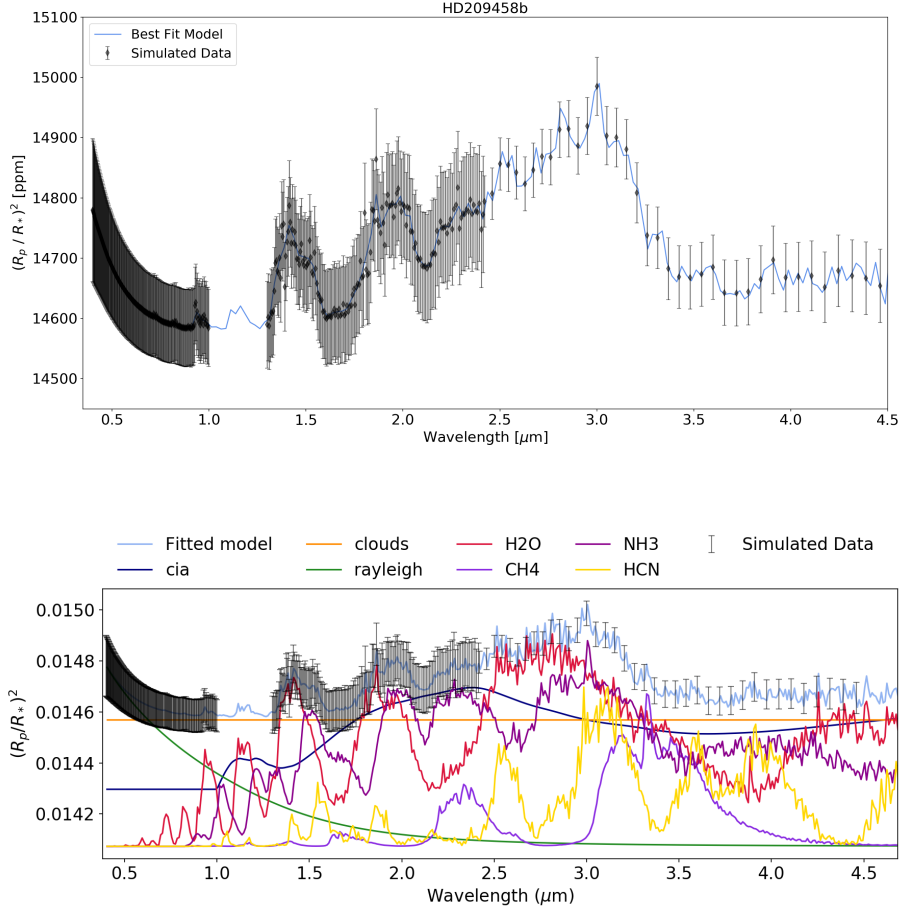 HD209458b
15100
15000
14900
14800
14700
14600
14500
(R_p / R_*)^2 [ppm]
Best Fit Model
Simulated Data
0.5 1.0 1.5 2.0 2.5 3.0 3.5 4.0 4.5
Wavelength [μm]
Fitted model clouds H2O NH3 Simulated Data
cia rayleigh CH4 HCN
0.0150
0.0148
0.0146
0.0144
0.0142
(R_p/R_*)^2
0.5 1.0 1.5 2.0 2.5 3.0 3.5 4.0 4.5
Wavelength (μm)